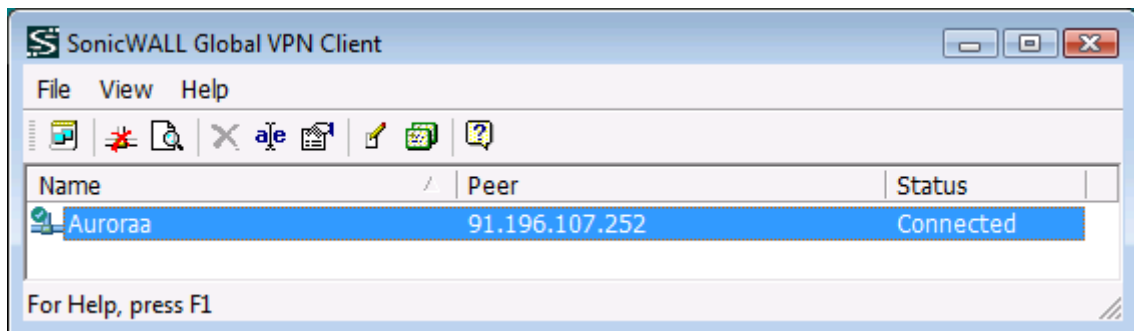 SonicWALL Global VPN Client
File View Help
Name Peer Status
Auroraa 91.196.107.252 Connected
For Help, press F1